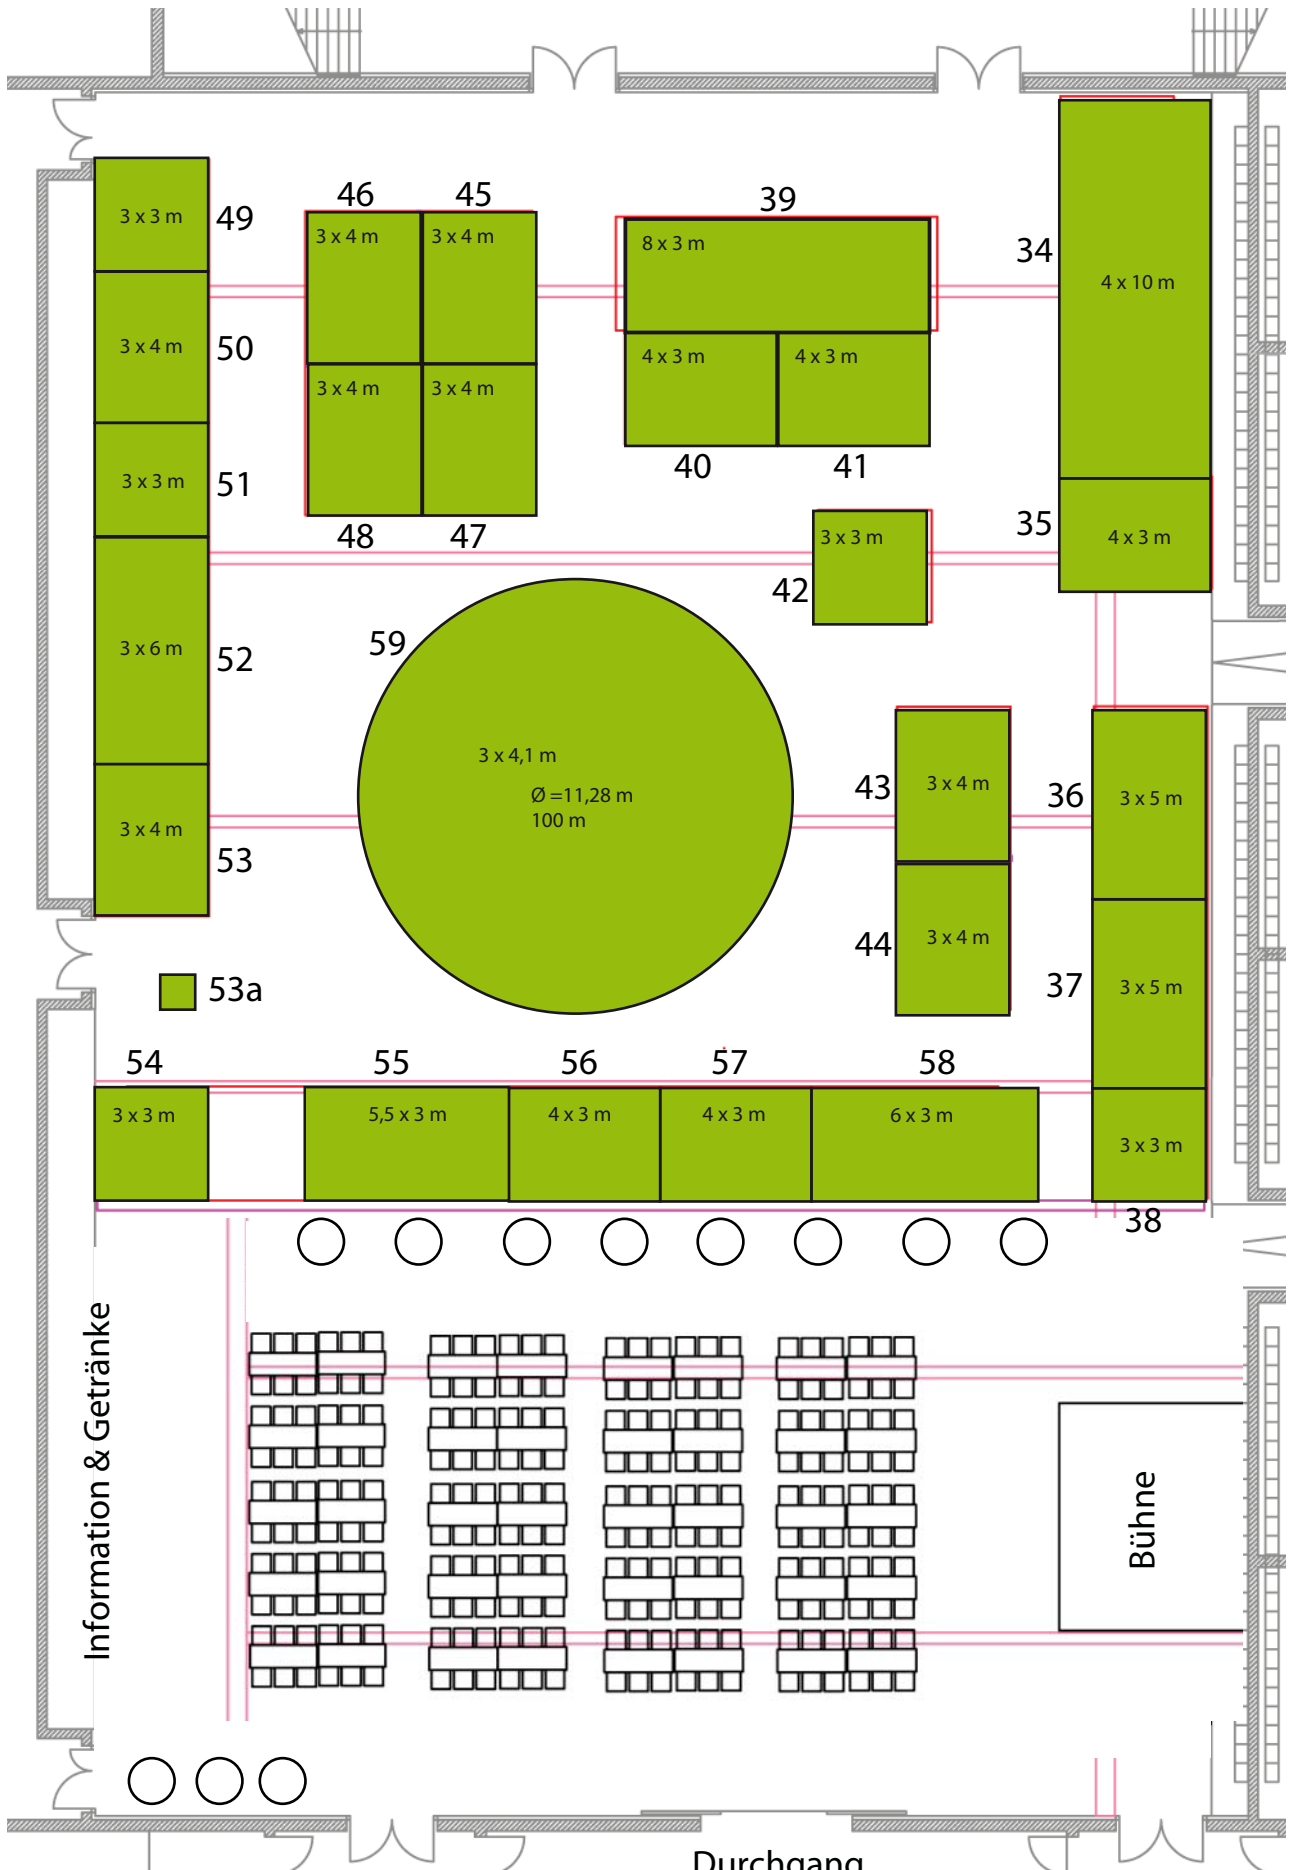 46
45
39
3 x 3 m
49
3 x 4 m
3 x 4 m
8 x 3 m
34
4 x 10 m
3 x 4 m
50
4 x 3 m
4 x 3 m
3 x 4 m
3 x 4 m
40
41
3 x 3 m
51
48
47
35
3 x 3 m
4 x 3 m
42
59
3 x 6 m
52
3 x 4,1 m
43
3 x 4 m
36
3 x 5 m
Ø =11,28 m
100 m
3 x 4 m
53
44
3 x 4 m
37
3 x 5 m
53a
54
55
56
57
58
3 x 3 m
5,5 x 3 m
4 x 3 m
4 x 3 m
6 x 3 m
3 x 3 m
38
Information & Getränke
Bühne
Durchgang